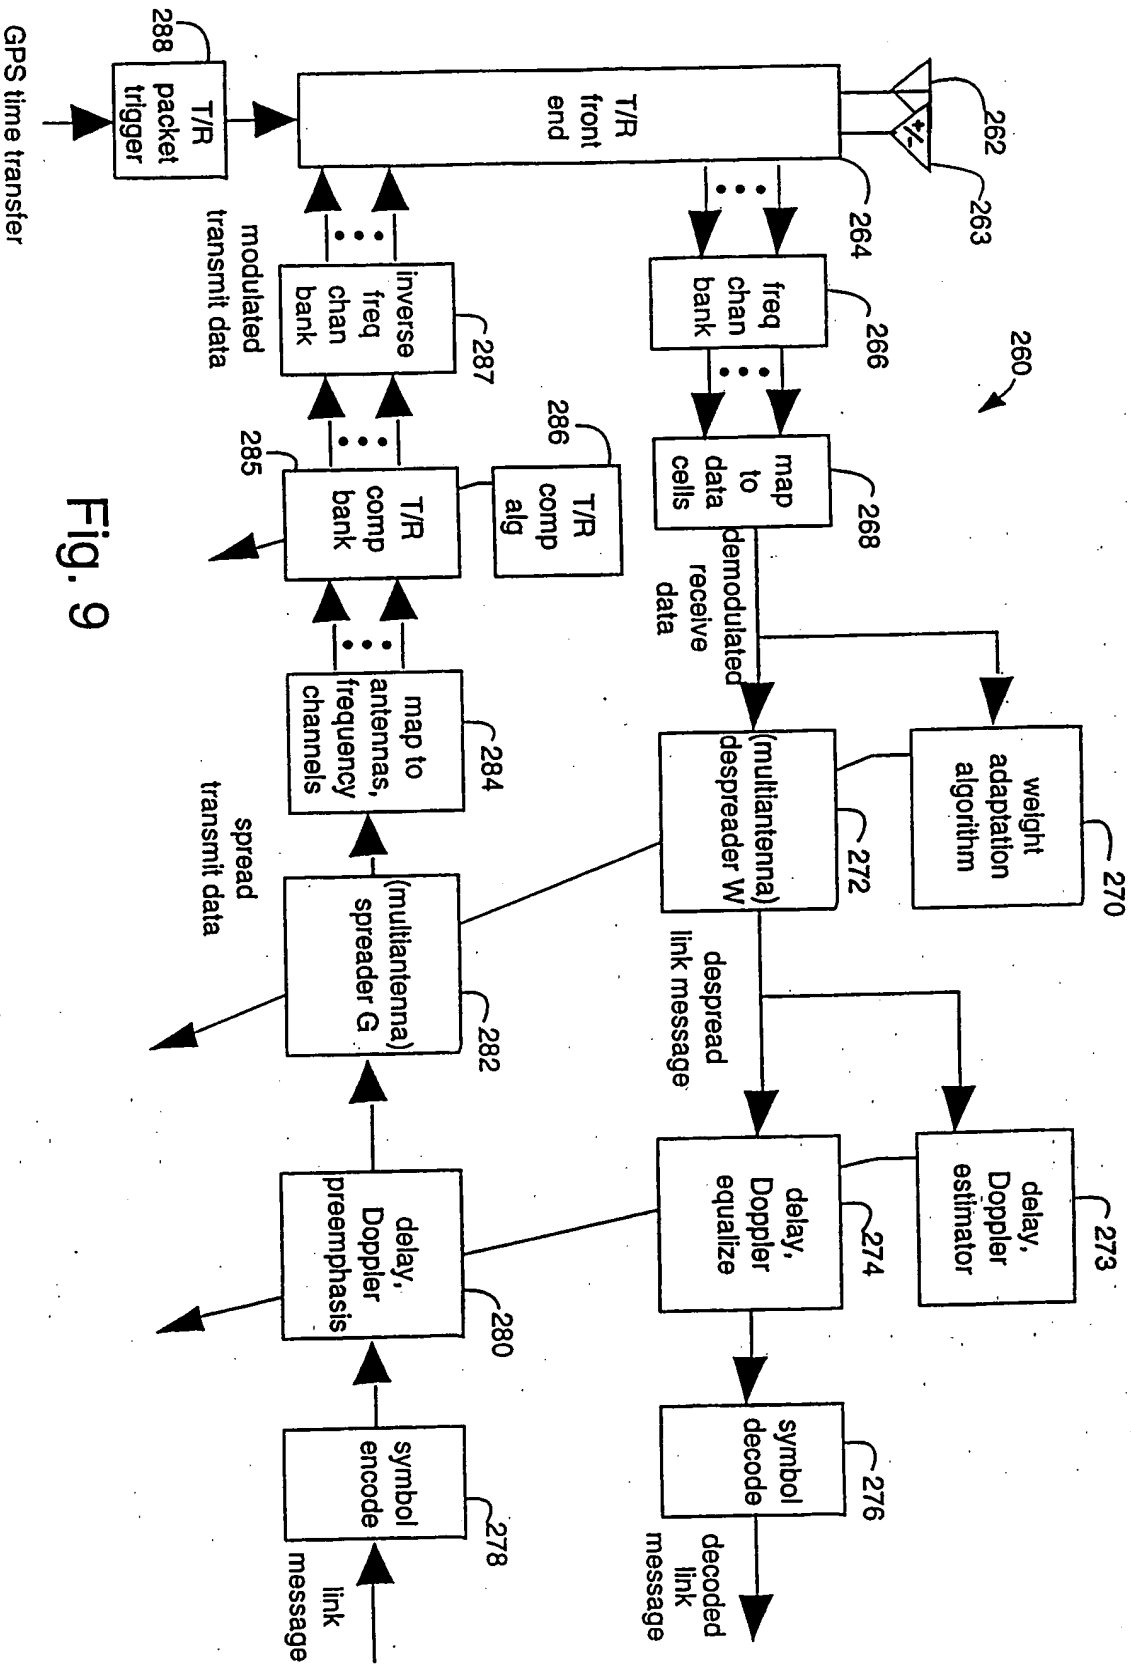 260
262
263
+/-
264
T/R
front
end
266
freq
chan
bank
268
map
to
data
cells
demodulated
receive
data
270
weight
adaptation
algorithm
272
(multiantenna)
despreader W
despread
link message
273
delay,
Doppler
estimator
274
delay,
Doppler
equalize
276
symbol
decode
decoded
link
message
288
T/R
packet
trigger
GPS time transfer
287
inverse
freq
chan
bank
modulated
transmit data
286
T/R
comp
alg
285
T/R
comp
bank
284
map to
antennas,
frequency
channels
spread
transmit data
282
(multiantenna)
spreader G
280
delay,
Doppler
preemphasis
278
symbol
encode
link
message
Fig. 9